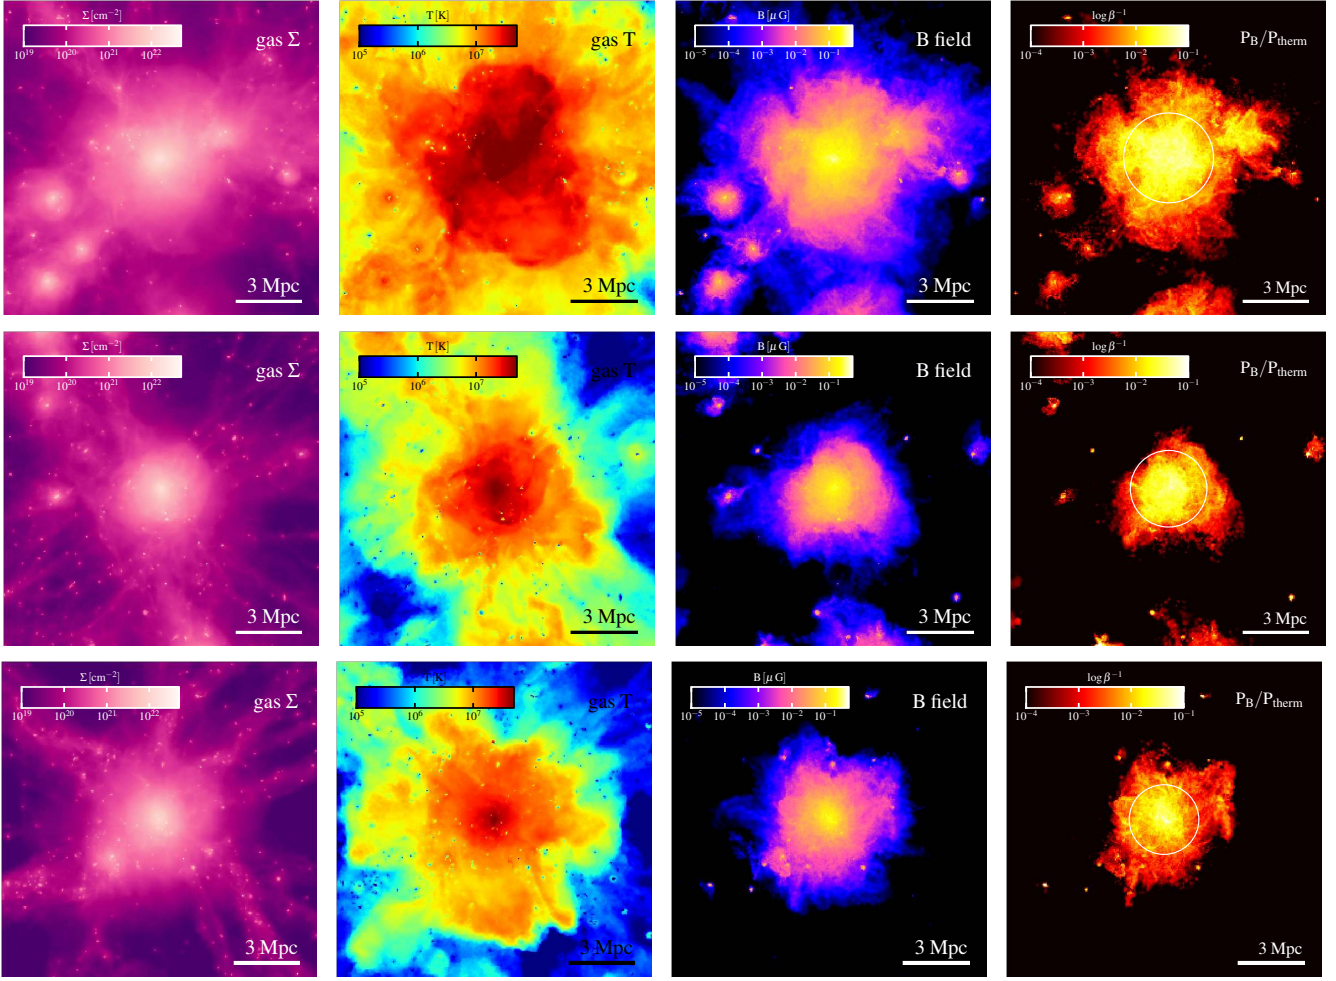 Σ [cm⁻²]
gas Σ
10¹⁹ 10²⁰ 10²¹ 10²²
3 Mpc
T [K]
gas T
10⁵ 10⁶ 10⁷
3 Mpc
B [μ G]
B field
10⁻⁵ 10⁻⁴ 10⁻³ 10⁻² 10⁻¹
3 Mpc
log β⁻¹
P_B/P_therm
10⁻⁴ 10⁻³ 10⁻² 10⁻¹
3 Mpc
Σ [cm⁻²]
gas Σ
10¹⁹ 10²⁰ 10²¹ 10²²
3 Mpc
T [K]
gas T
10⁵ 10⁶ 10⁷
3 Mpc
B [μ G]
B field
10⁻⁵ 10⁻⁴ 10⁻³ 10⁻² 10⁻¹
3 Mpc
log β⁻¹
P_B/P_therm
10⁻⁴ 10⁻³ 10⁻² 10⁻¹
3 Mpc
Σ [cm⁻²]
gas Σ
10¹⁹ 10²⁰ 10²¹ 10²²
3 Mpc
T [K]
gas T
10⁵ 10⁶ 10⁷
3 Mpc
B [μ G]
B field
10⁻⁵ 10⁻⁴ 10⁻³ 10⁻² 10⁻¹
3 Mpc
log β⁻¹
P_B/P_therm
10⁻⁴ 10⁻³ 10⁻² 10⁻¹
3 Mpc